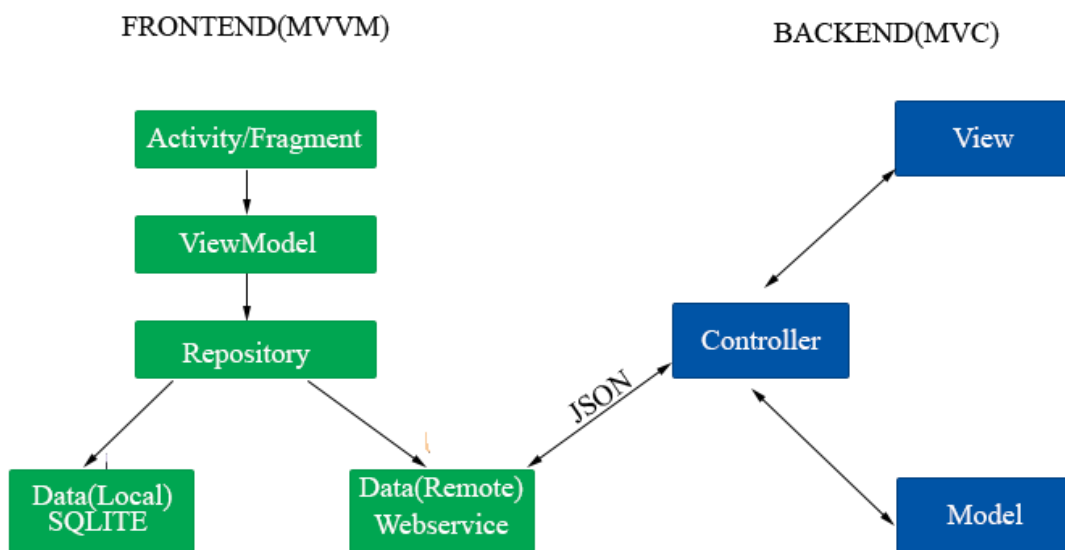 FRONTEND(MVVM)
BACKEND(MVC)
Activity/Fragment
View
ViewModel
Controller
Repository
JSON
Data(Local)
SQLITE
Data(Remote)
Webservice
Model